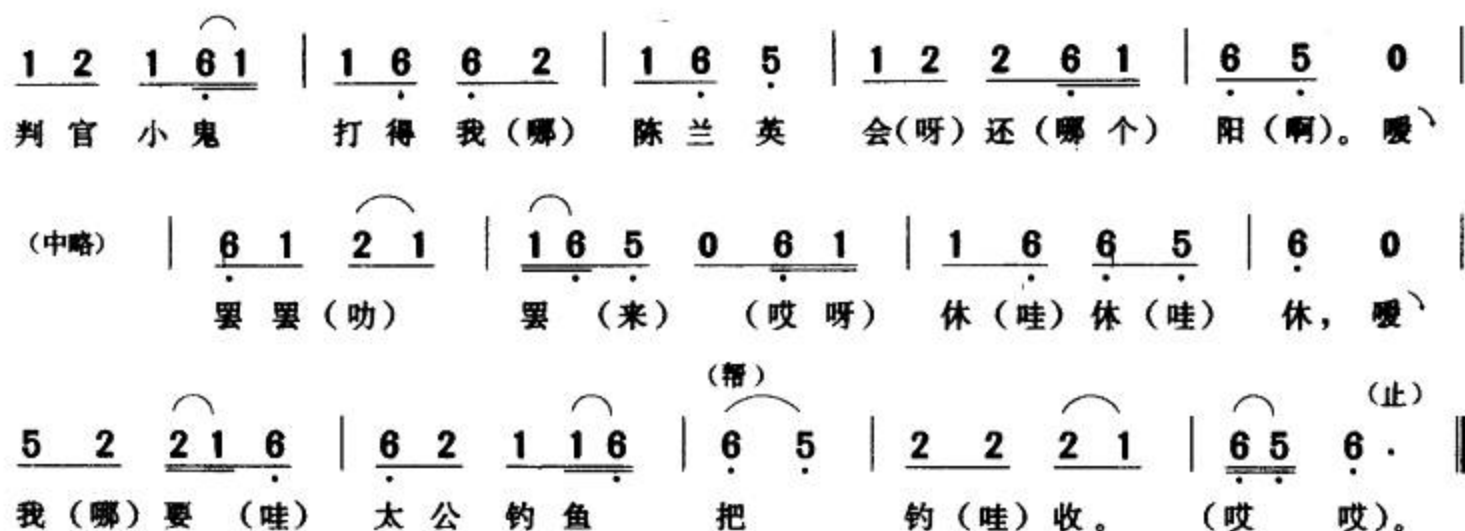 1 2 1 6 1 | 1 6 6 2 | 1 6 5 | 1 2 2 6 1 | 6 5 0 |
判官 小鬼 打得 我(哪) 陈兰 英 会(呀)还(哪个) 阳(啊)。嗳
(中略) | 6 1 2 1 | 1 6 5 0 6 1 | 1 6 6 5 | 6 0 |
罢罢(叻) 罢(来) (哎呀) 休(哇)休(哇) 休,嗳
(帮) (止)
5 2 2 1 6 | 6 2 1 1 6 | 6 5 | 2 2 2 1 | 6 5 6 · ‖
我(哪)要(哇) 太公 钓鱼 把 钓(哇)收。 (哎 哎)。